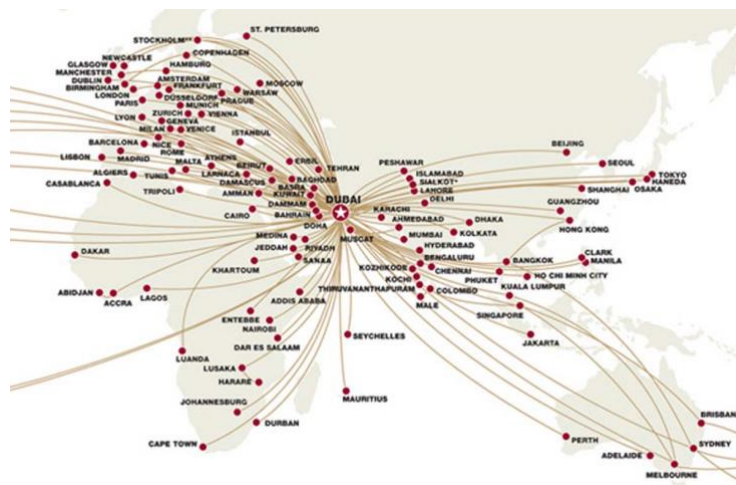 ST. PETERSBURG
STOCKHOLM**
COPENHAGEN
NEWCASTLE
GLASGOW
HAMBURG
MANCHESTER
AMSTERDAM
DUBLIN
FRANKFURT
MOSCOW
BIRMINGHAM
WARSAW
LONDON
DÜSSELDORF
PRAGUE
PARIS
MUNICH
LYON
ZURICH
VIENNA
GENEVA
MILAN
VENICE
ISTANBUL
BARCELONA
NICE
ROME
LISBON
MADRID
MALTA
ATHENS
BEIRUT
ERBIL
TEHRAN
ALGIERS
TUNIS
LARNACA
BAGHDAD
CASABLANCA
TRIPOLI
DAMASCUS
BASRA
AMMAN
KUWAIT
DAMMAM
DUBAI
CAIRO
BAHRAIN
DOHA
MUSCAT
MEDINA
JEDDAH
RIYADH
SANAA
DAKAR
KHARTOUM
ABIDJAN
ACCRA
LAGOS
ADDIS ABABA
ENTEBBE
NAIROBI
DAR ES SALAAM
LUANDA
LUSAKA
HARARE
JOHANNESBURG
DURBAN
CAPE TOWN
SEYCHELLES
MAURITIUS
PESHAWAR
ISLAMABAD
SIALKOT*
LAHORE
DELHI
KARACHI
AHMEDABAD
DHAKA
KOLKATA
MUMBAI
HYDERABAD
BENGALURU
KOZHIKODE
CHENNAI
KOCHI
THIRUVANANTHAPURAM
COLOMBO
MALE
BEIJING
SEOUL
TOKYO
HANEDA
OSAKA
SHANGHAI
GUANGZHOU
HONG KONG
BANGKOK
CLARK
MANILA
PHUKET
HO CHI MINH CITY
KUALA LUMPUR
SINGAPORE
JAKARTA
BRISBAN
PERTH
ADELAIDE
SYDNEY
MELBOURNE